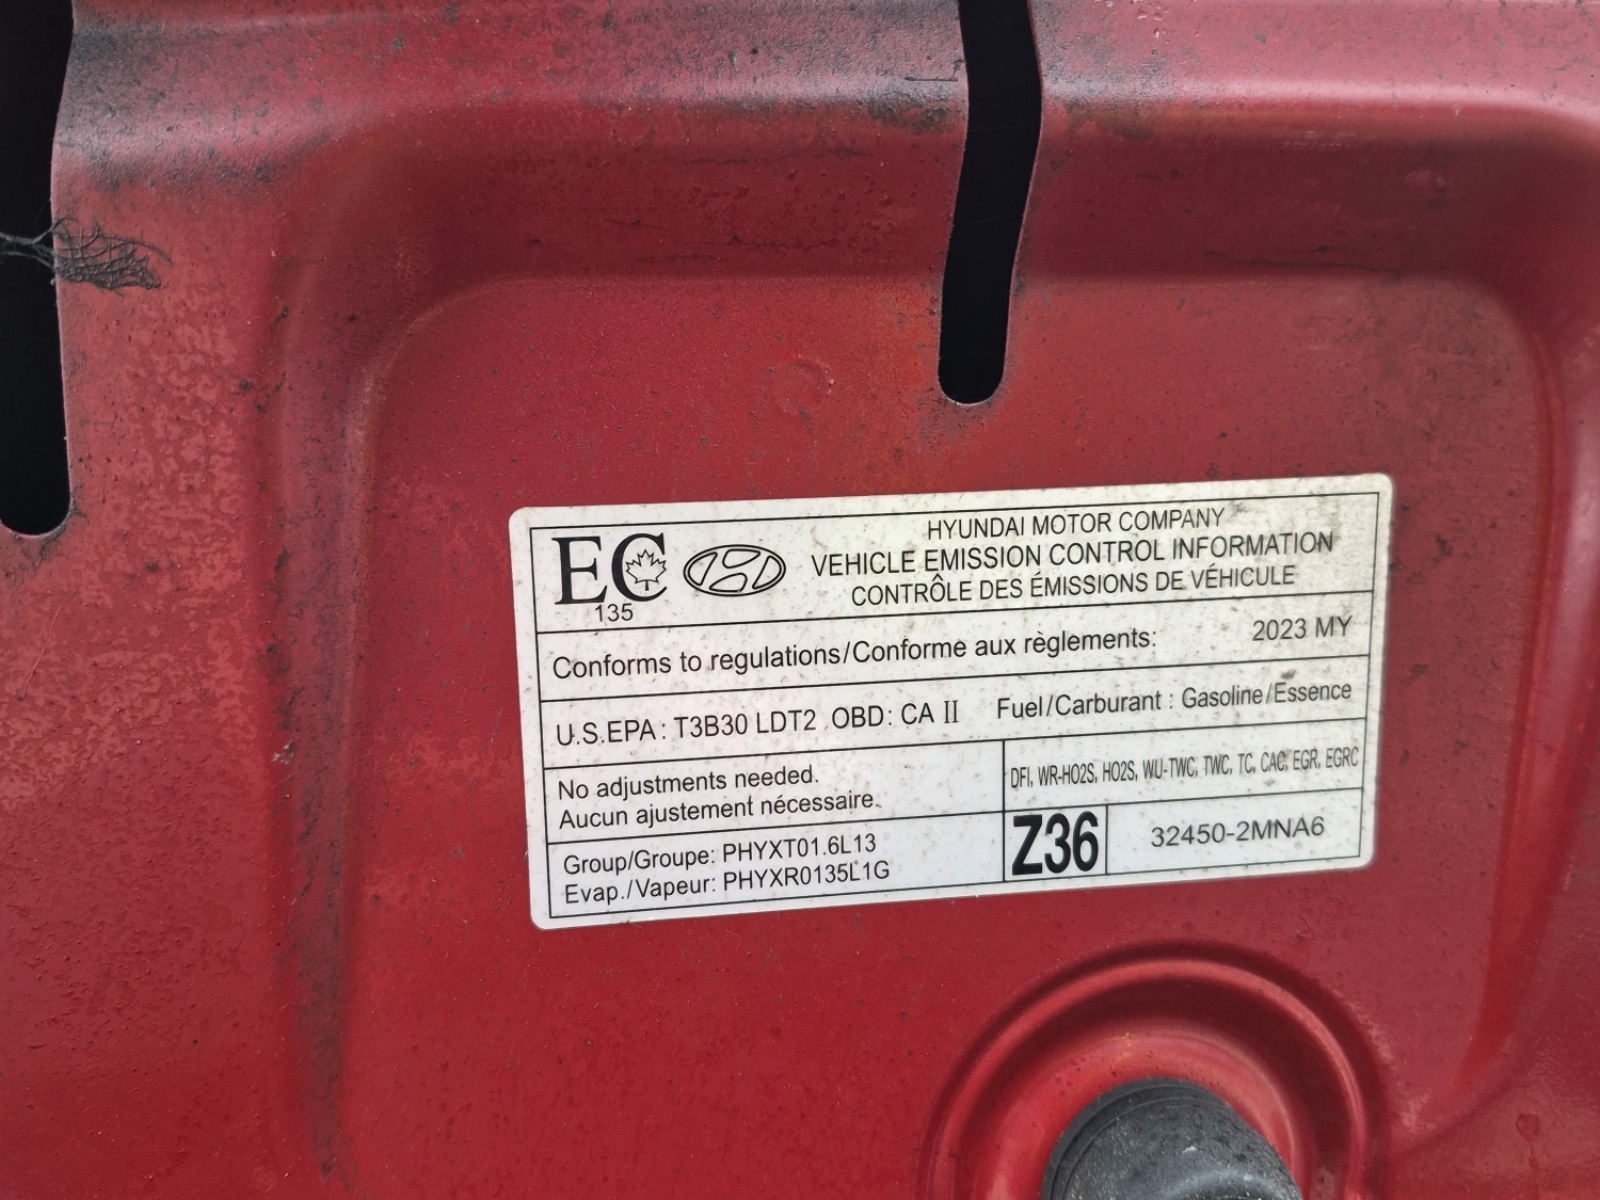 EC
135
HYUNDAI MOTOR COMPANY
VEHICLE EMISSION CONTROL INFORMATION
CONTRÔLE DES ÉMISSIONS DE VÉHICULE
Conforms to regulations/Conforme aux règlements: 2023 MY
U.S.EPA: T3B30 LDT2 OBD: CA II Fuel/Carburant : Gasoline/Essence
No adjustments needed.
Aucun ajustement nécessaire.
DFI, WR-HO2S, HO2S, WU-TWC, TWC, TC, CAC, EGR, EGRC
Group/Groupe: PHYXT01.6L13
Evap./Vapeur: PHYXR0135L1G
Z36
32450-2MNA6